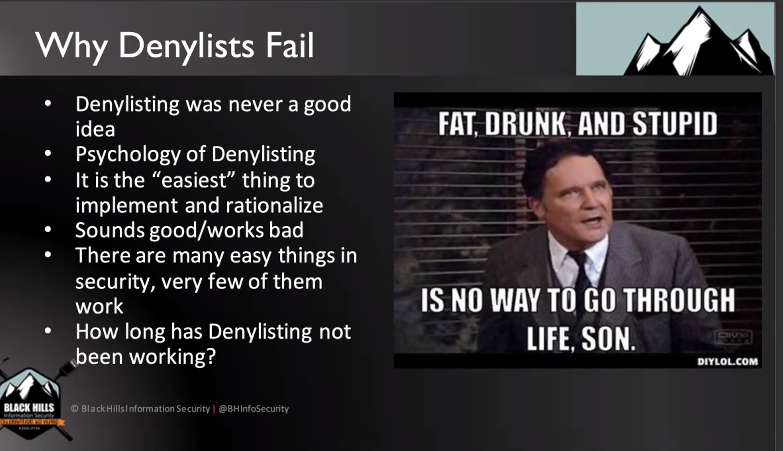 Why Denylists Fail
• Denylisting was never a good
idea
• Psychology of Denylisting
• It is the “easiest” thing to
implement and rationalize
• Sounds good/works bad
• There are many easy things in
security, very few of them
work
• How long has Denylisting not
been working?
FAT, DRUNK, AND STUPID
IS NO WAY TO GO THROUGH
LIFE, SON.
DIYLOL.COM
BLACK HILLS
Information Security
© Black Hills Information Security | @BHInfoSecurity